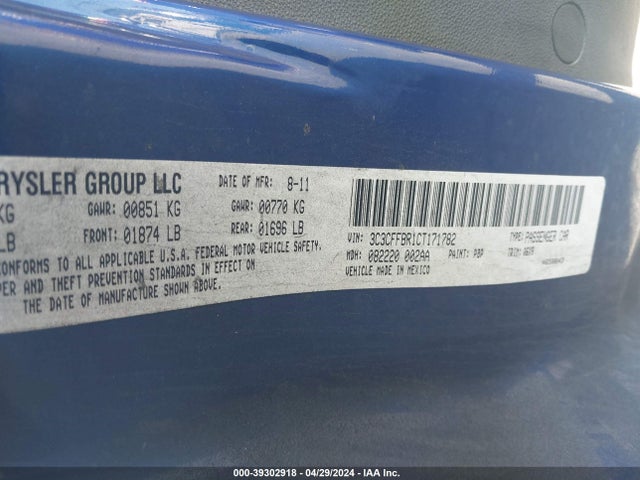 RYSLER GROUP LLC DATE OF MFR: 8-11
KG GAWR: 00851 KG GAWR: 00770 KG
LB FRONT: 01874 LB REAR: 01696 LB
CONFORMS TO ALL APPLICABLE U.S.A. FEDERAL MOTOR VEHICLE SAFETY,
PER AND THEFT PREVENTION STANDARDS IN EFFECT ON
THE DATE OF MANUFACTURE SHOWN ABOVE.
VIN: 3C3CFFBR1CT171782 TYPE: PASSENGER CAR
MDH: 082220 002AA PAINT: PBP TRIM:
VEHICLE MADE IN MEXICO
000-39302918 - 04/29/2024 - IAA Inc.